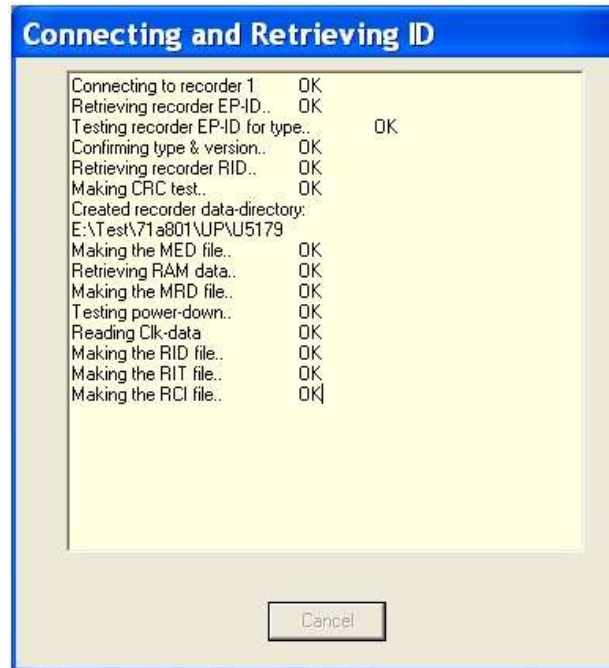 Connecting and Retrieving ID
Connecting to recorder 1 OK
Retrieving recorder EP-ID.. OK
Testing recorder EP-ID for type.. OK
Confirming type & version.. OK
Retrieving recorder RID.. OK
Making CRC test.. OK
Created recorder data-directory:
E:\Test\71a801\UP\U5179
Making the MED file.. OK
Retrieving RAM data.. OK
Making the MRD file.. OK
Testing power-down.. OK
Reading Clk-data OK
Making the RID file.. OK
Making the RIT file.. OK
Making the RCI file.. OK
Cancel